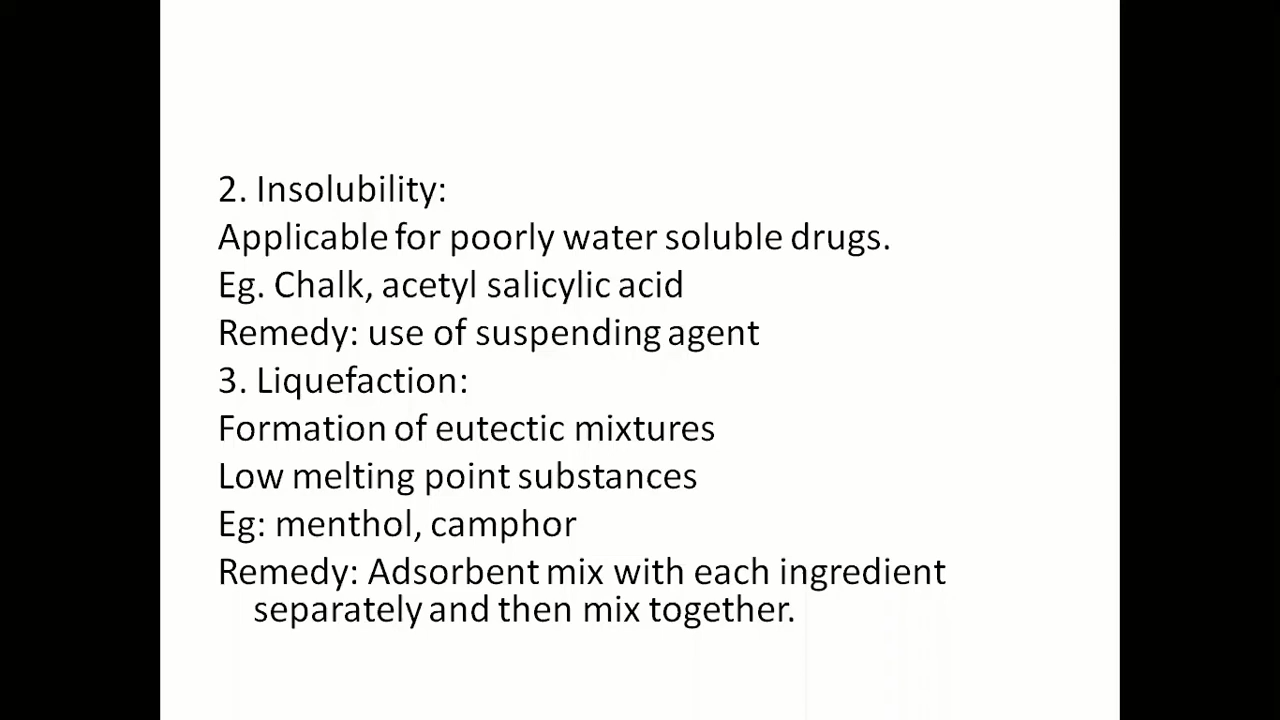 2. Insolubility:
Applicable for poorly water soluble drugs.
Eg. Chalk, acetyl salicylic acid
Remedy: use of suspending agent
3. Liquefaction:
Formation of eutectic mixtures
Low melting point substances
Eg: menthol, camphor
Remedy: Adsorbent mix with each ingredient
separately and then mix together.